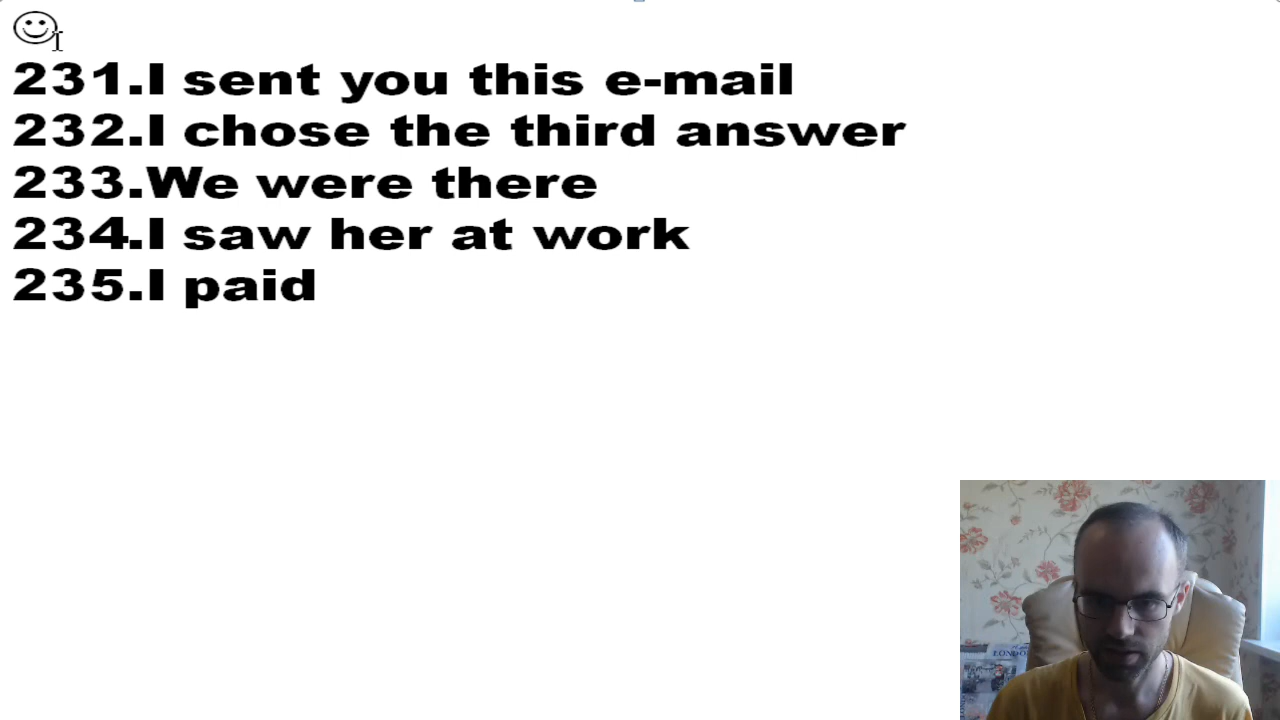 231.I sent you this e-mail
232.I chose the third answer
233.We were there
234.I saw her at work
235.I paid
LONDON